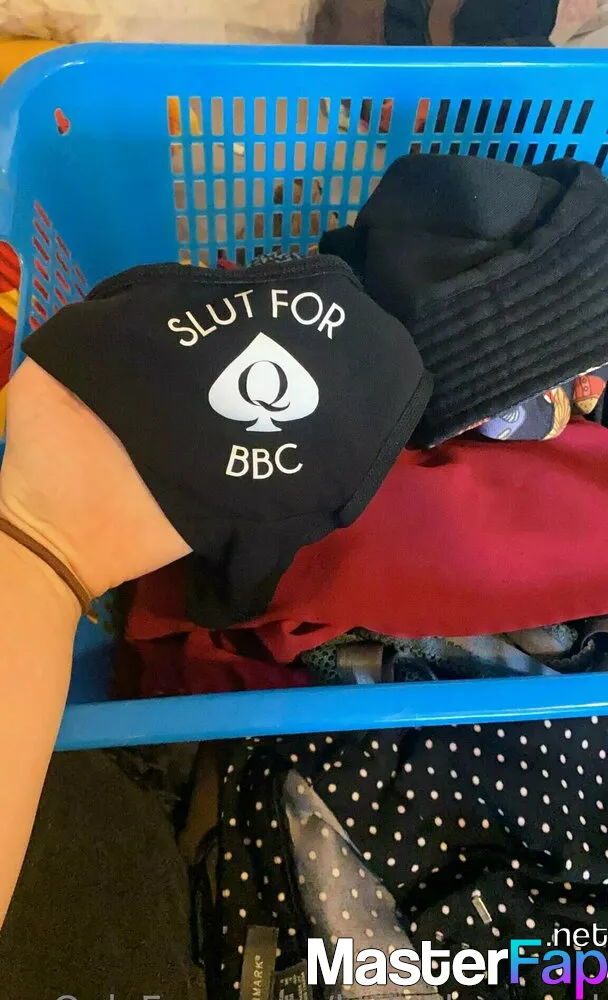 SLUT FOR
Q
BBC
.net
MasterFap